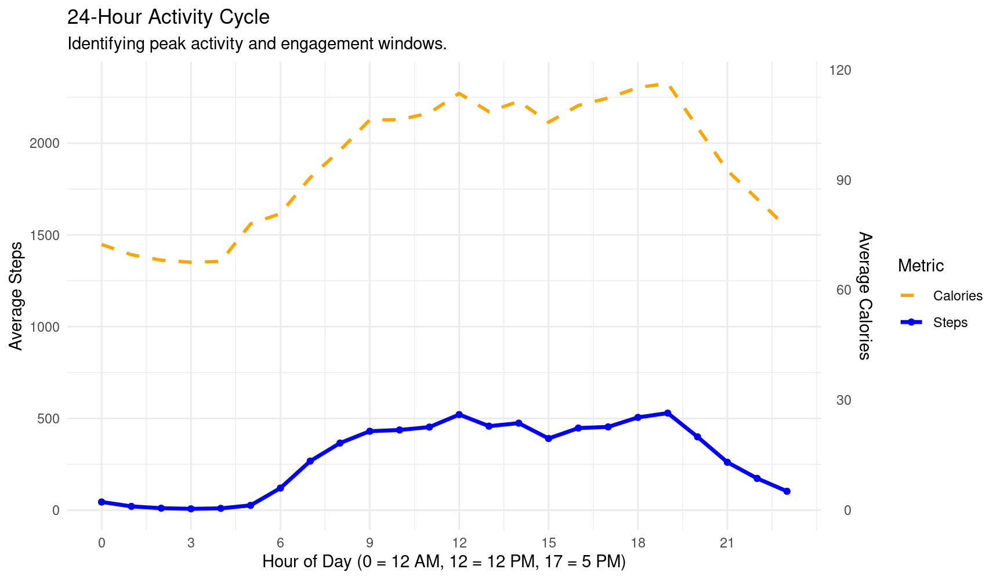 24-Hour Activity Cycle
Identifying peak activity and engagement windows.
Average Steps
2000
1500
1000
500
0
120
90
60
30
0
Average Calories
0 3 6 9 12 15 18 21
Hour of Day (0 = 12 AM, 12 = 12 PM, 17 = 5 PM)
Metric
Calories
Steps